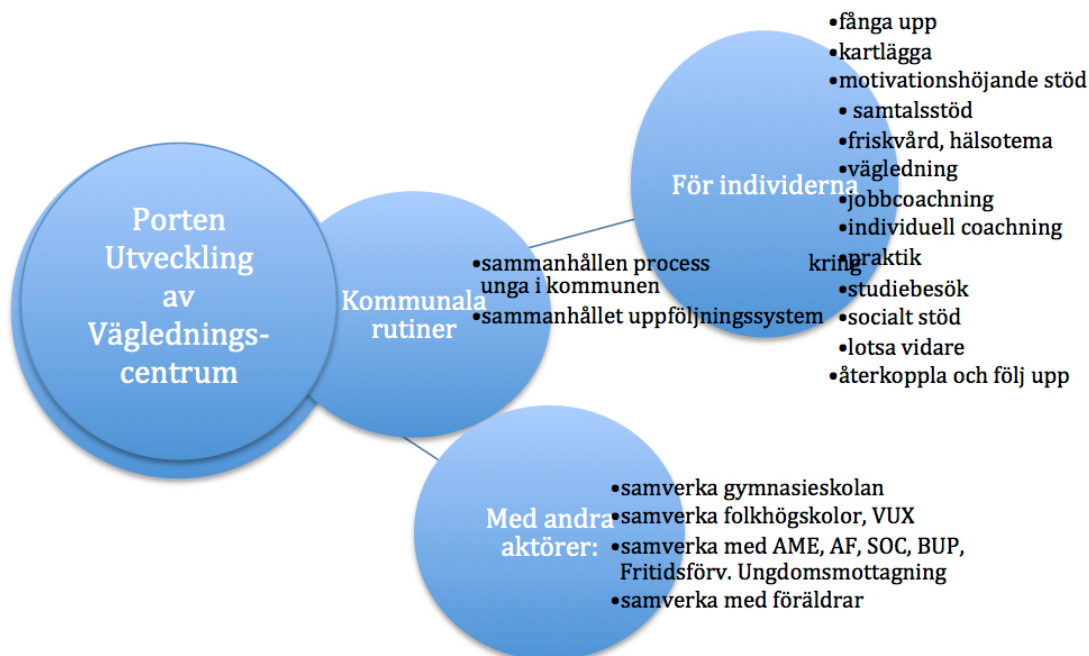 Porten
Utveckling
av
Väglednings-
centrum
Kommunala
rutiner
•sammanhållen process kring
unga i kommunen
•sammanhållet uppföljningssystem
För individerna
•fånga upp
•kartlägga
•motivationshöjande stöd
• samtalsstöd
•friskvård, hälsotema
•vägledning
•jobbcoachning
•individuell coachning
•praktik
•studiebesök
•socialt stöd
•lotsa vidare
•återkoppla och följ upp
Med andra
aktörer:
•samverka gymnasieskolan
•samverka folkhögskolor, VUX
•samverka med AME, AF, SOC, BUP,
Fritidsförv. Ungdomsmottagning
•samverka med föräldrar